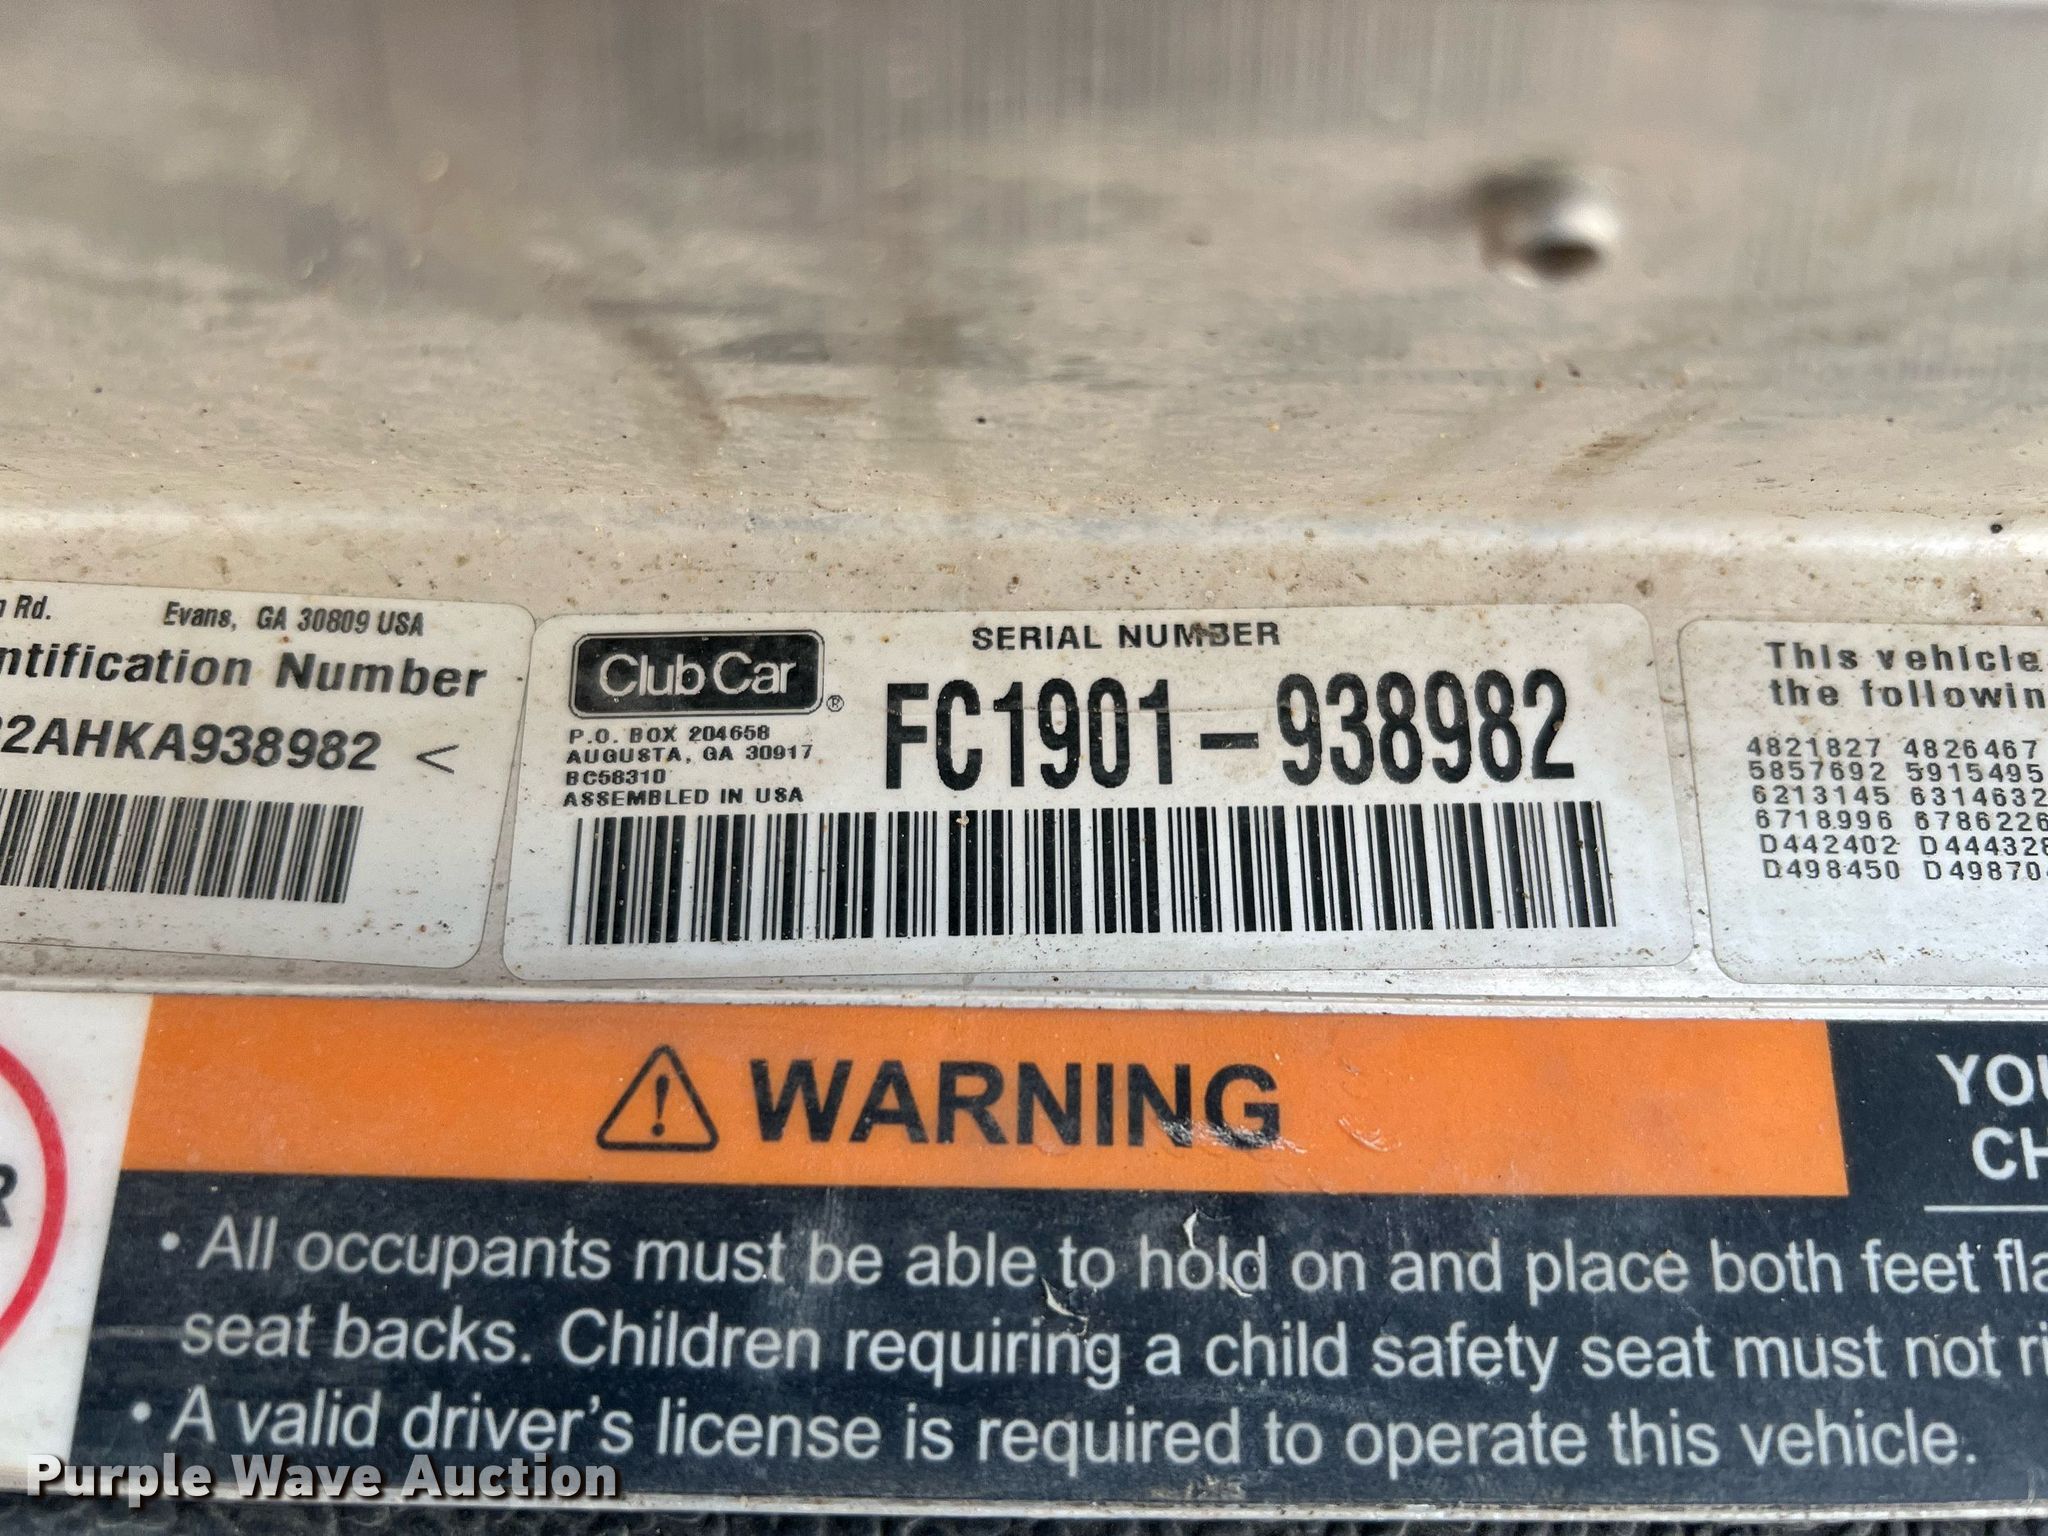 Rd.
Evans, GA 30809 USA
ntification Number
2AHKA938982 <
Club Car®
P.O. BOX 204658
AUGUSTA, GA 30917
BC58310
ASSEMBLED IN USA
SERIAL NUMBER
FC1901-938982
This vehicle
the followin
4821827 4826467
5857692 5915495
6213145 6314632
6718996 6786226
D442402 D444328
D498450 D49870
R
WARNING
YOU
CH
• All occupants must be able to hold on and place both feet fla
seat backs. Children requiring a child safety seat must not ri
• A valid driver's license is required to operate this vehicle.
Purple Wave Auction